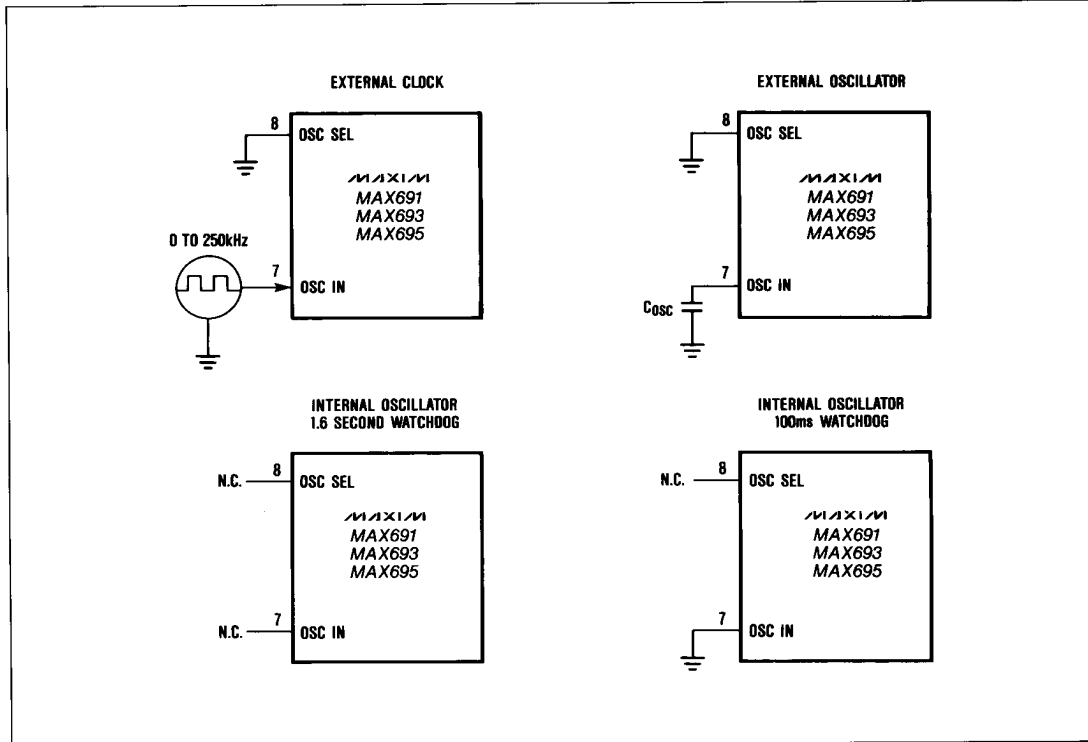 EXTERNAL CLOCK
8
OSC SEL
MAXIM
MAX691
MAX693
MAX695
0 TO 250kHz
7
OSC IN
EXTERNAL OSCILLATOR
8
OSC SEL
MAXIM
MAX691
MAX693
MAX695
7
OSC IN
COSC
INTERNAL OSCILLATOR
1.6 SECOND WATCHDOG
N.C.
8
OSC SEL
MAXIM
MAX691
MAX693
MAX695
N.C.
7
OSC IN
INTERNAL OSCILLATOR
100ms WATCHDOG
N.C.
8
OSC SEL
MAXIM
MAX691
MAX693
MAX695
7
OSC IN